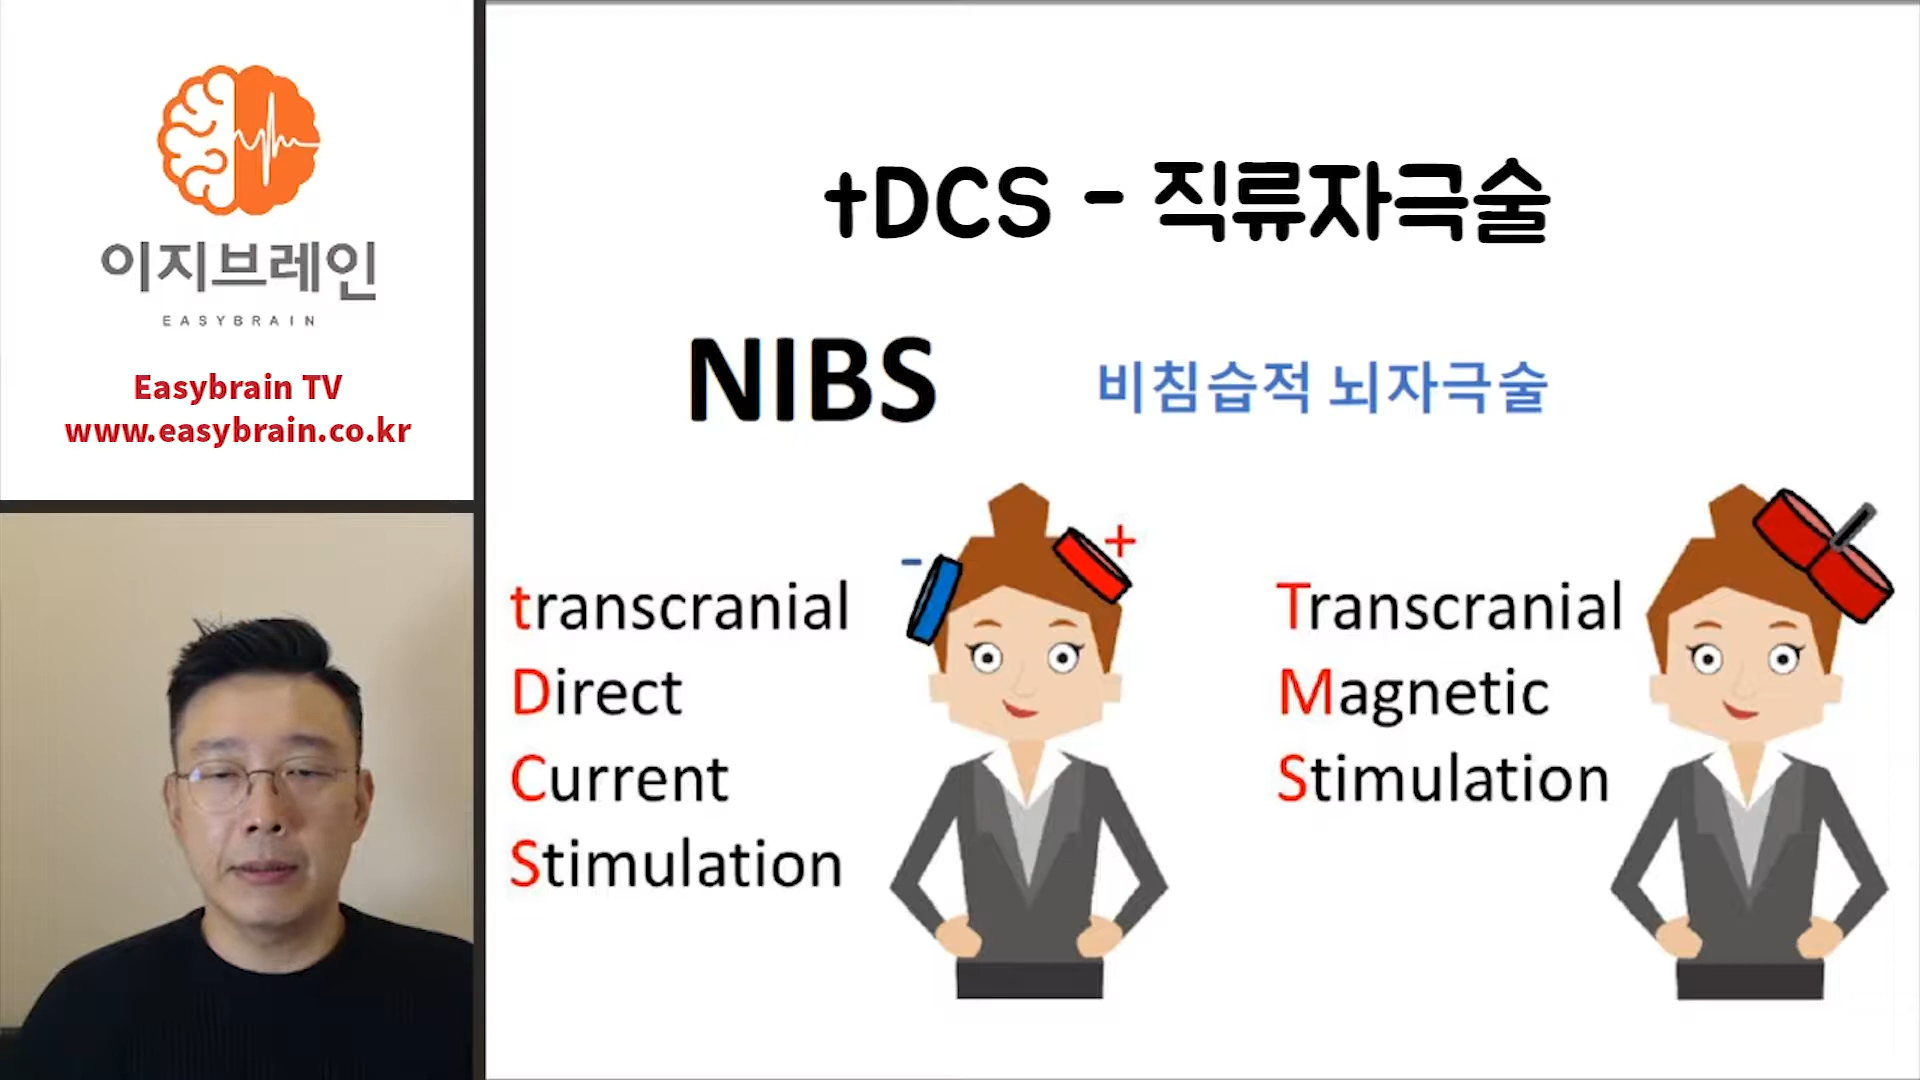 이지브레인
EASYBRAIN
Easybrain TV
www.easybrain.co.kr
tDCS - 직류자극술
NIBS 비침습적 뇌자극술
- +
transcranial
Direct
Current
Stimulation
Transcranial
Magnetic
Stimulation